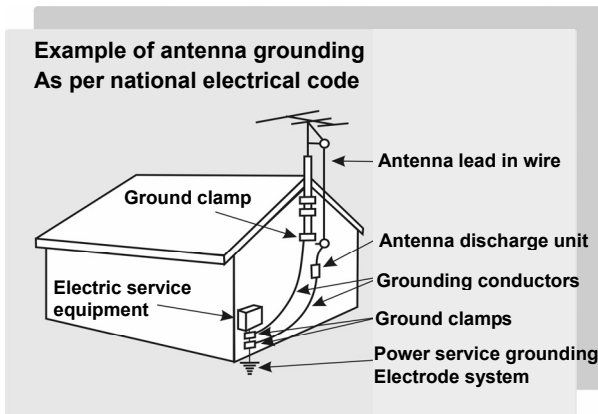 Example of antenna grounding
As per national electrical code
Antenna lead in wire
Ground clamp
Antenna discharge unit
Electric service
equipment
Grounding conductors
Ground clamps
Power service grounding
Electrode system